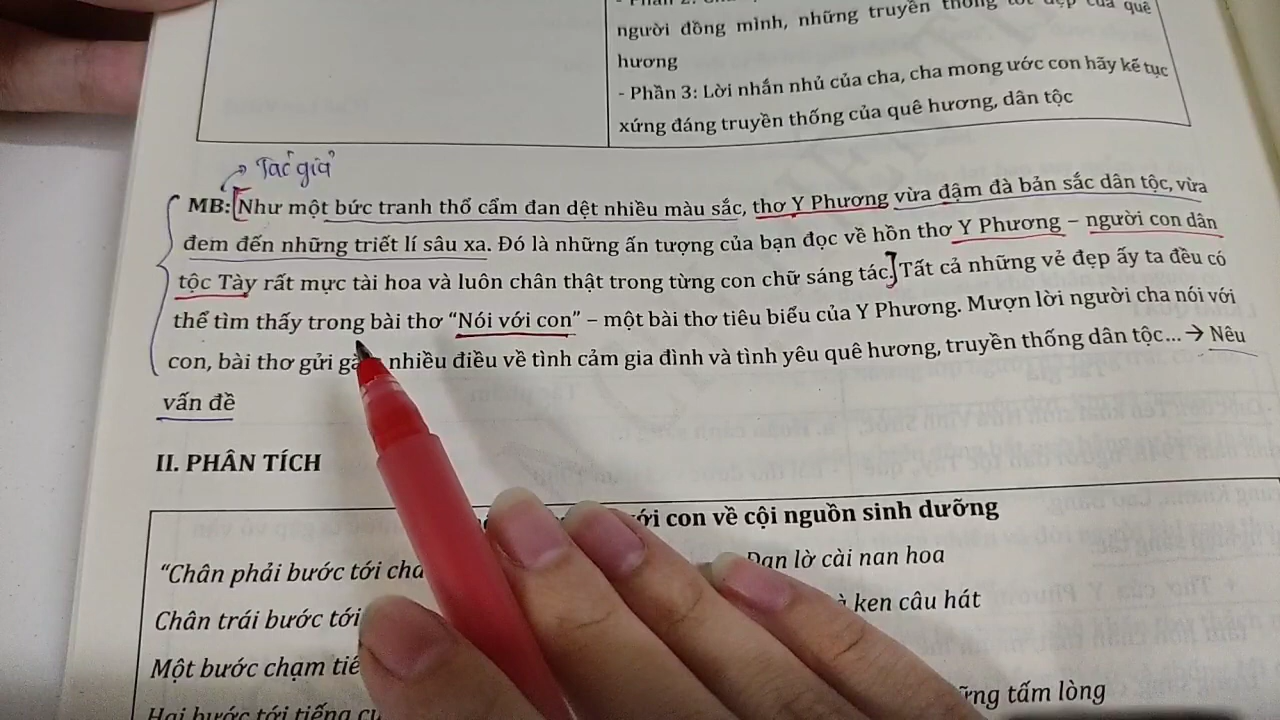 người đồng mình, những truyền thống tốt đẹp của quê
hương
- Phần 3: Lời nhắn nhủ của cha, cha mong ước con hãy kế tục
xứng đáng truyền thống của quê hương, dân tộc
Tác giả
MB: Như một bức tranh thổ cẩm đan dệt nhiều màu sắc, thơ Y Phương vừa đậm đà bản sắc dân tộc, vừa
đem đến những triết lí sâu xa. Đó là những ấn tượng của bạn đọc về hồn thơ Y Phương – người con dân
tộc Tày rất mực tài hoa và luôn chân thật trong từng con chữ sáng tác. Tất cả những vẻ đẹp ấy ta đều có
thể tìm thấy trong bài thơ “Nói với con” – một bài thơ tiêu biểu của Y Phương. Mượn lời người cha nói với
con, bài thơ gửi nhiều điều về tình cảm gia đình và tình yêu quê hương, truyền thống dân tộc... → Nêu
vấn đề
II. PHÂN TÍCH
với con về cội nguồn sinh dưỡng
“Chân phải bước tới cha
Đan lờ cài nan hoa
Chân trái bước tới
ken câu hát
Một bước chạm
tấm lòng
Hai bước tới tiếng